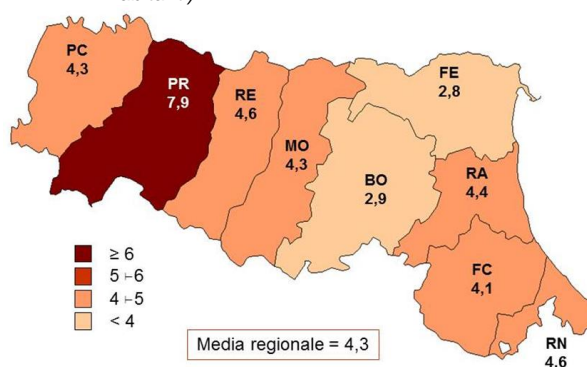 PC
4,3
PR
7,9
RE
4,6
MO
4,3
FE
2,8
BO
2,9
RA
4,4
FC
4,1
RN
4,6
≥ 6
5 ⊢6
4 ⊢5
< 4
Media regionale = 4,3